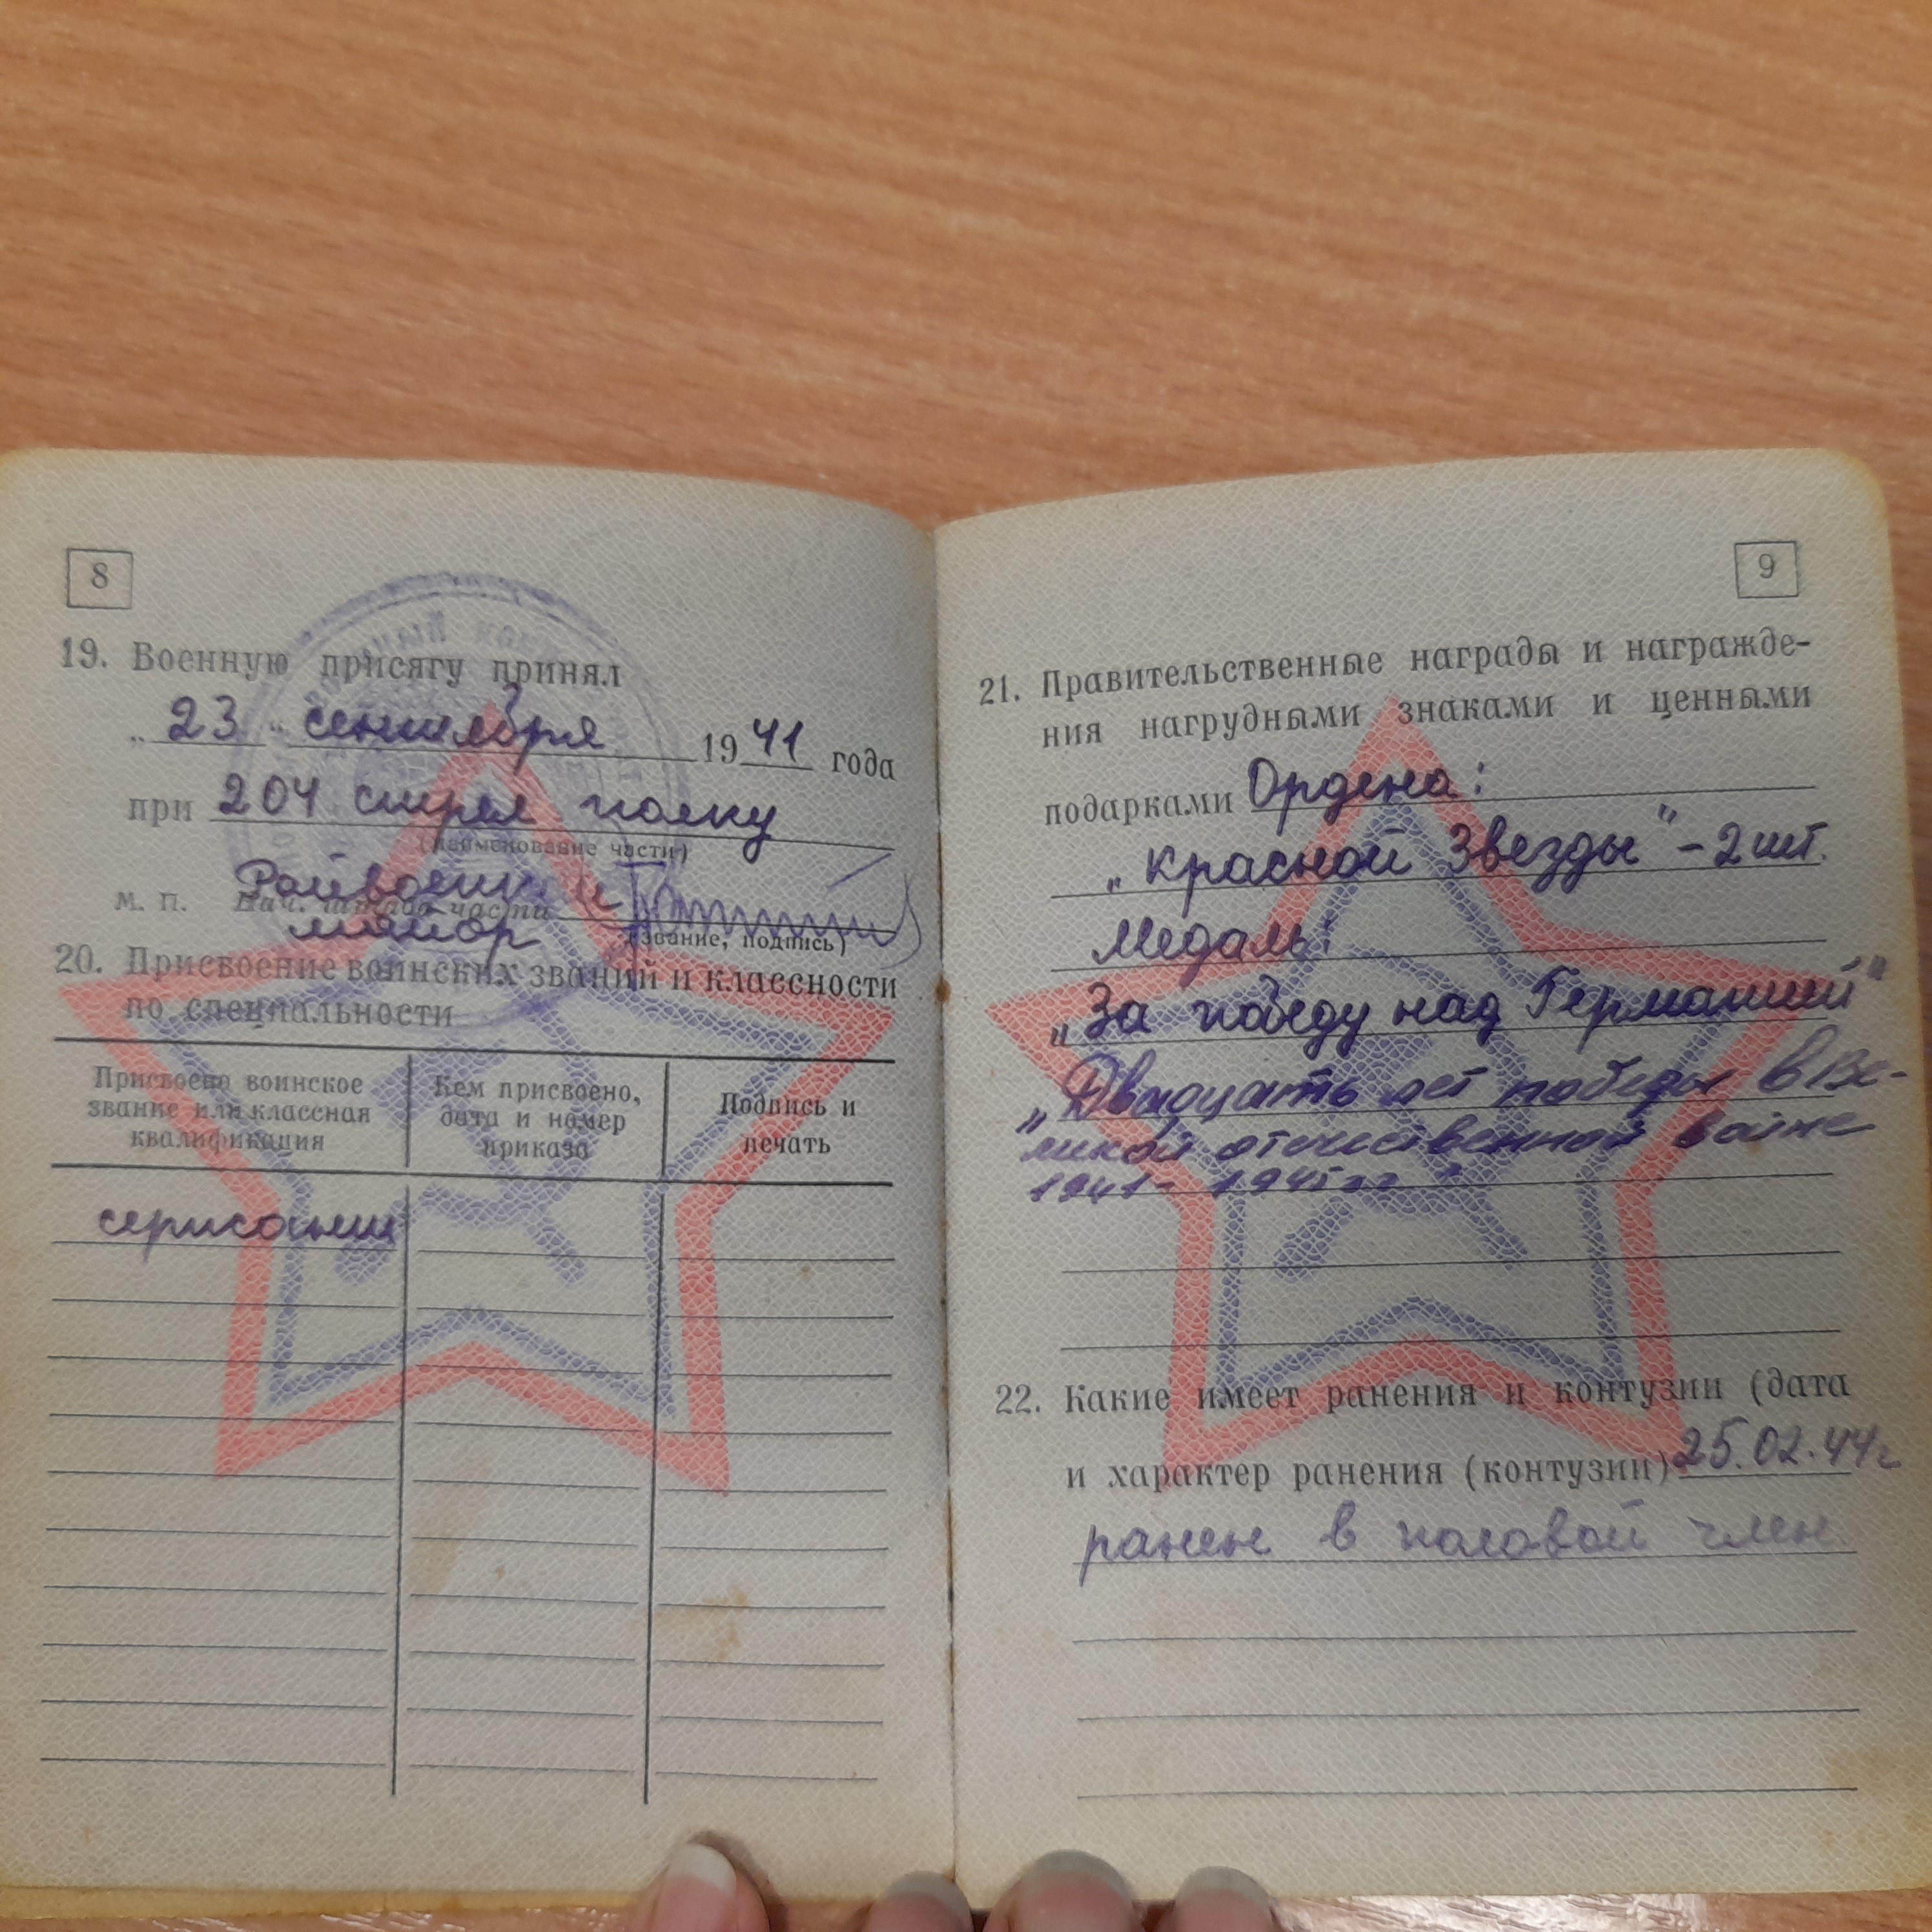 8
19. Военную присягу принял
„23“ сентября 1941 года
при 204 стрел полку
(наименование части)
Райвоенком
м. п. Нач. штаба части
майор
(звание, подпись)
20. Присвоение воинских званий и классности
по специальности
Присвоено воинское звание или классная квалификация
Кем присвоено, дата и номер приказа
Подпись и печать
сержант
9
21. Правительственные награды и награжде-
ния нагрудными знаками и ценными
подарками Ордена:
„Красной Звезды" – 2 шт.
Медаль:
„За победу над Германией"
„Двадцать лет победы в Ве-
ликой отечественной войне
1941-1945 гг"
22. Какие имеет ранения и контузии (дата
и характер ранения (контузии) 25.02.44 г
ранен в половой член